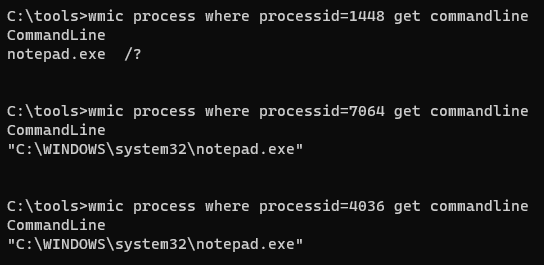 C:\tools>wmic process where processid=1448 get commandline
CommandLine
notepad.exe  /?
C:\tools>wmic process where processid=7064 get commandline
CommandLine
"C:\WINDOWS\system32\notepad.exe"
C:\tools>wmic process where processid=4036 get commandline
CommandLine
"C:\WINDOWS\system32\notepad.exe"